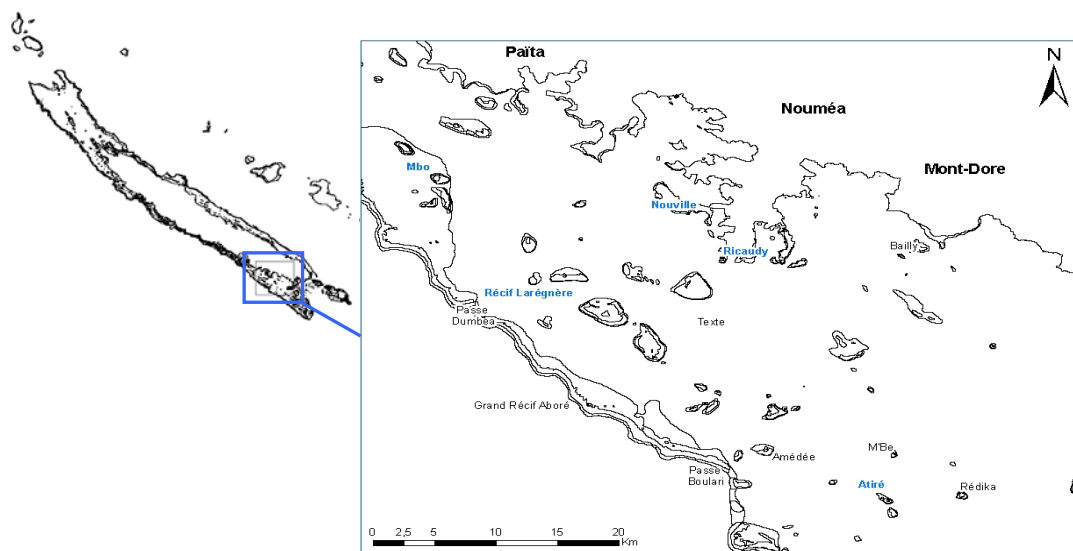 Païta
N
Nouméa
Mbo
Mont-Dore
Nouville
Ricaudy
Bailly
Récif Larégnère
Passe
Dumbéa
Texte
Grand Récif Aboré
Amédée
M'Be
Passe
Boulari
Atiré
Rédika
0 2,5 5 10 15 20
Km